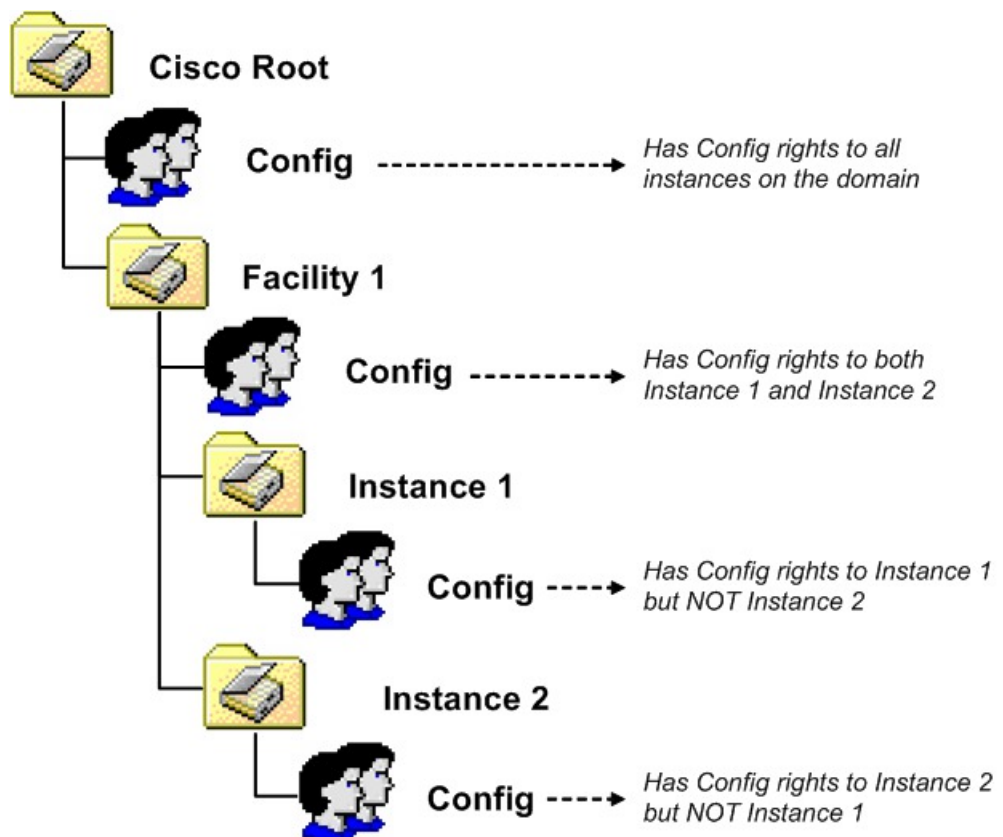 Cisco Root
Config
Has Config rights to all
instances on the domain
Facility 1
Config
Has Config rights to both
Instance 1 and Instance 2
Instance 1
Config
Has Config rights to Instance 1
but NOT Instance 2
Instance 2
Config
Has Config rights to Instance 2
but NOT Instance 1